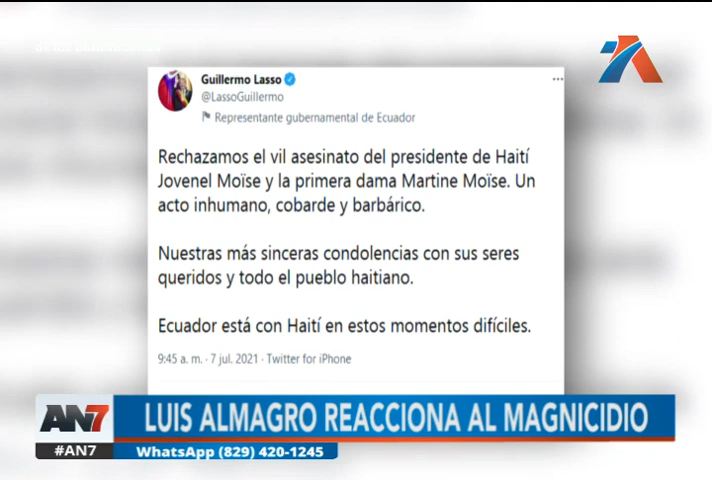 Guillermo Lasso
@LassoGuillermo
Representante gubernamental de Ecuador
Rechazamos el vil asesinato del presidente de Haití
Jovenel Moïse y la primera dama Martine Moïse. Un
acto inhumano, cobarde y barbárico.
Nuestras más sinceras condolencias con sus seres
queridos y todo el pueblo haitiano.
Ecuador está con Haití en estos momentos difíciles.
9:45 a. m. · 7 jul. 2021 · Twitter for iPhone
AN7
LUIS ALMAGRO REACCIONA AL MAGNICIDIO
#AN7
WhatsApp (829) 420-1245